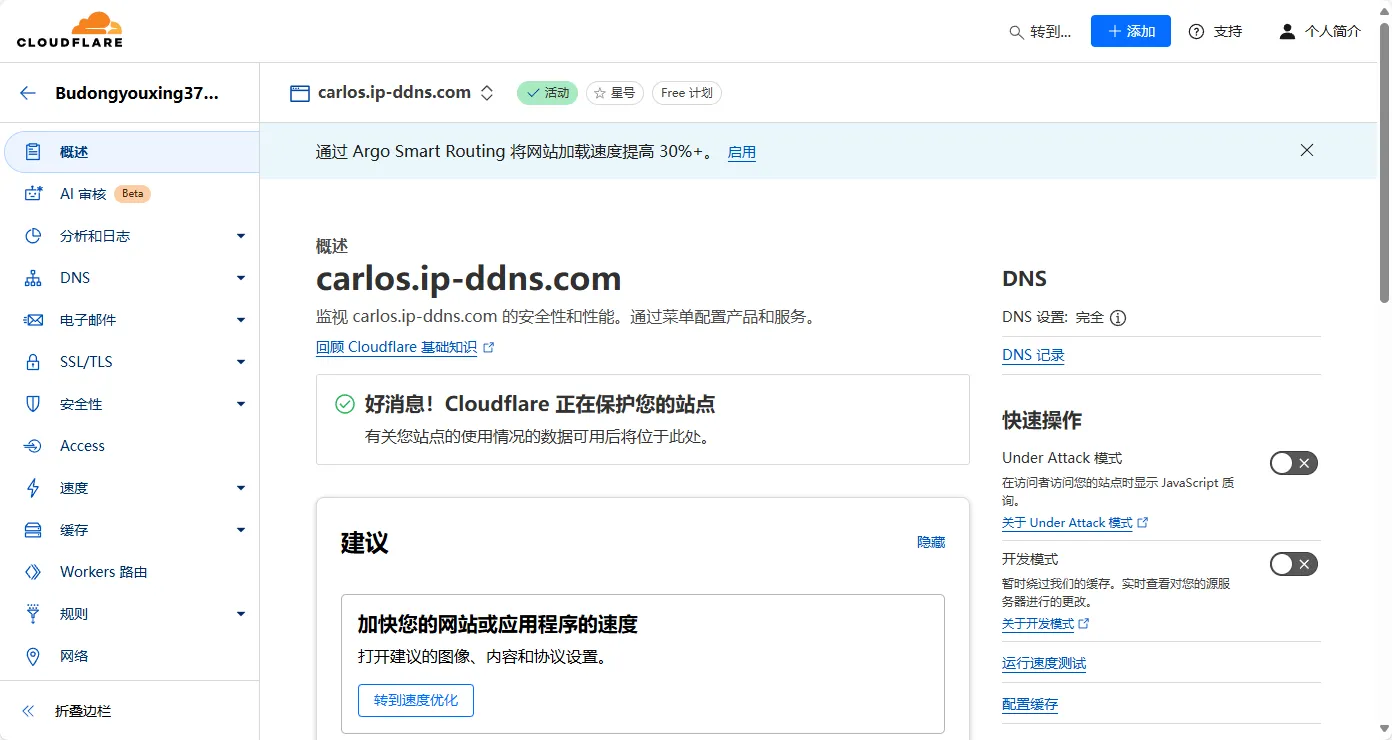 CLOUDFLARE
转到...
添加
支持
个人简介
Budongyouxing37...
carlos.ip-ddns.com
活动
星号
Free 计划
概述
AI 审核 Beta
分析和日志
DNS
电子邮件
SSL/TLS
安全性
Access
速度
缓存
Workers 路由
规则
网络
折叠边栏
通过 Argo Smart Routing 将网站加载速度提高 30%+。 启用
概述
carlos.ip-ddns.com
监视 carlos.ip-ddns.com 的安全性和性能。通过菜单配置产品和服务。
回顾 Cloudflare 基础知识
好消息！Cloudflare 正在保护您的站点
有关您站点的使用情况的数据可用后将位于此处。
建议
隐藏
加快您的网站或应用程序的速度
打开建议的图像、内容和协议设置。
转到速度优化
DNS
DNS 设置: 完全
DNS 记录
快速操作
Under Attack 模式
在访问者访问您的站点时显示 JavaScript 质
询。
关于 Under Attack 模式
开发模式
暂时绕过我们的缓存。实时查看对您的源服
务器进行的更改。
关于开发模式
运行速度测试
配置缓存